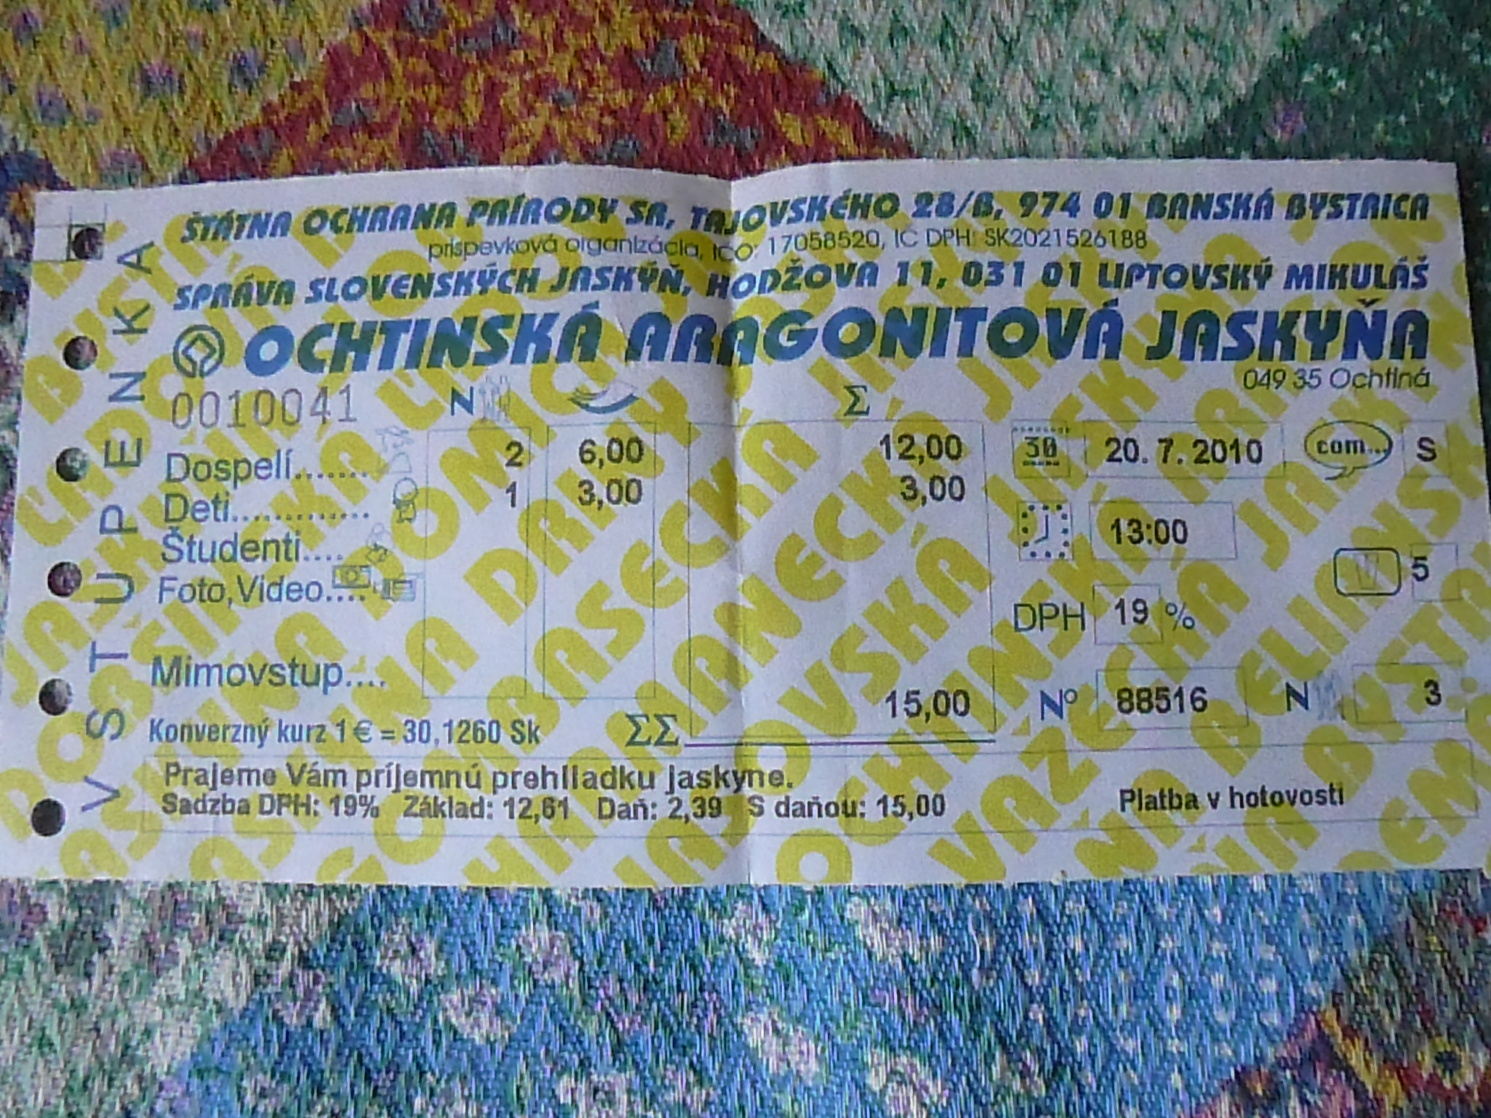 ŠTÁTNA OCHRANA PRÍRODY SR, TAJOVSKÉHO 28/B, 974 01 BANSKÁ BYSTRICA
príspevková organizácia, IČO: 17058520, IČ DPH: SK2021526188
SPRÁVA SLOVENSKÝCH JASKÝŇ, HODŽOVA 11, 031 01 LIPTOVSKÝ MIKULÁŠ
OCHTINSKÁ ARAGONITOVÁ JASKYŇA
049 35 Ochtiná
VSTUPENKA
0010041 N Σ
Dospelí........ 2 6,00 12,00 30 20. 7. 2010 com... S
Deti.............. 1 3,00 3,00
Študenti.... 13:00
Foto,Video.... 5
DPH 19 %
Mimovstup.... 15,00 Nº 88516 N 3
Konverzný kurz 1 € = 30,1260 Sk ΣΣ
Prajeme Vám príjemnú prehliadku jaskyne.
Sadzba DPH: 19% Základ: 12,61 Daň: 2,39 S daňou: 15,00 Platba v hotovosti